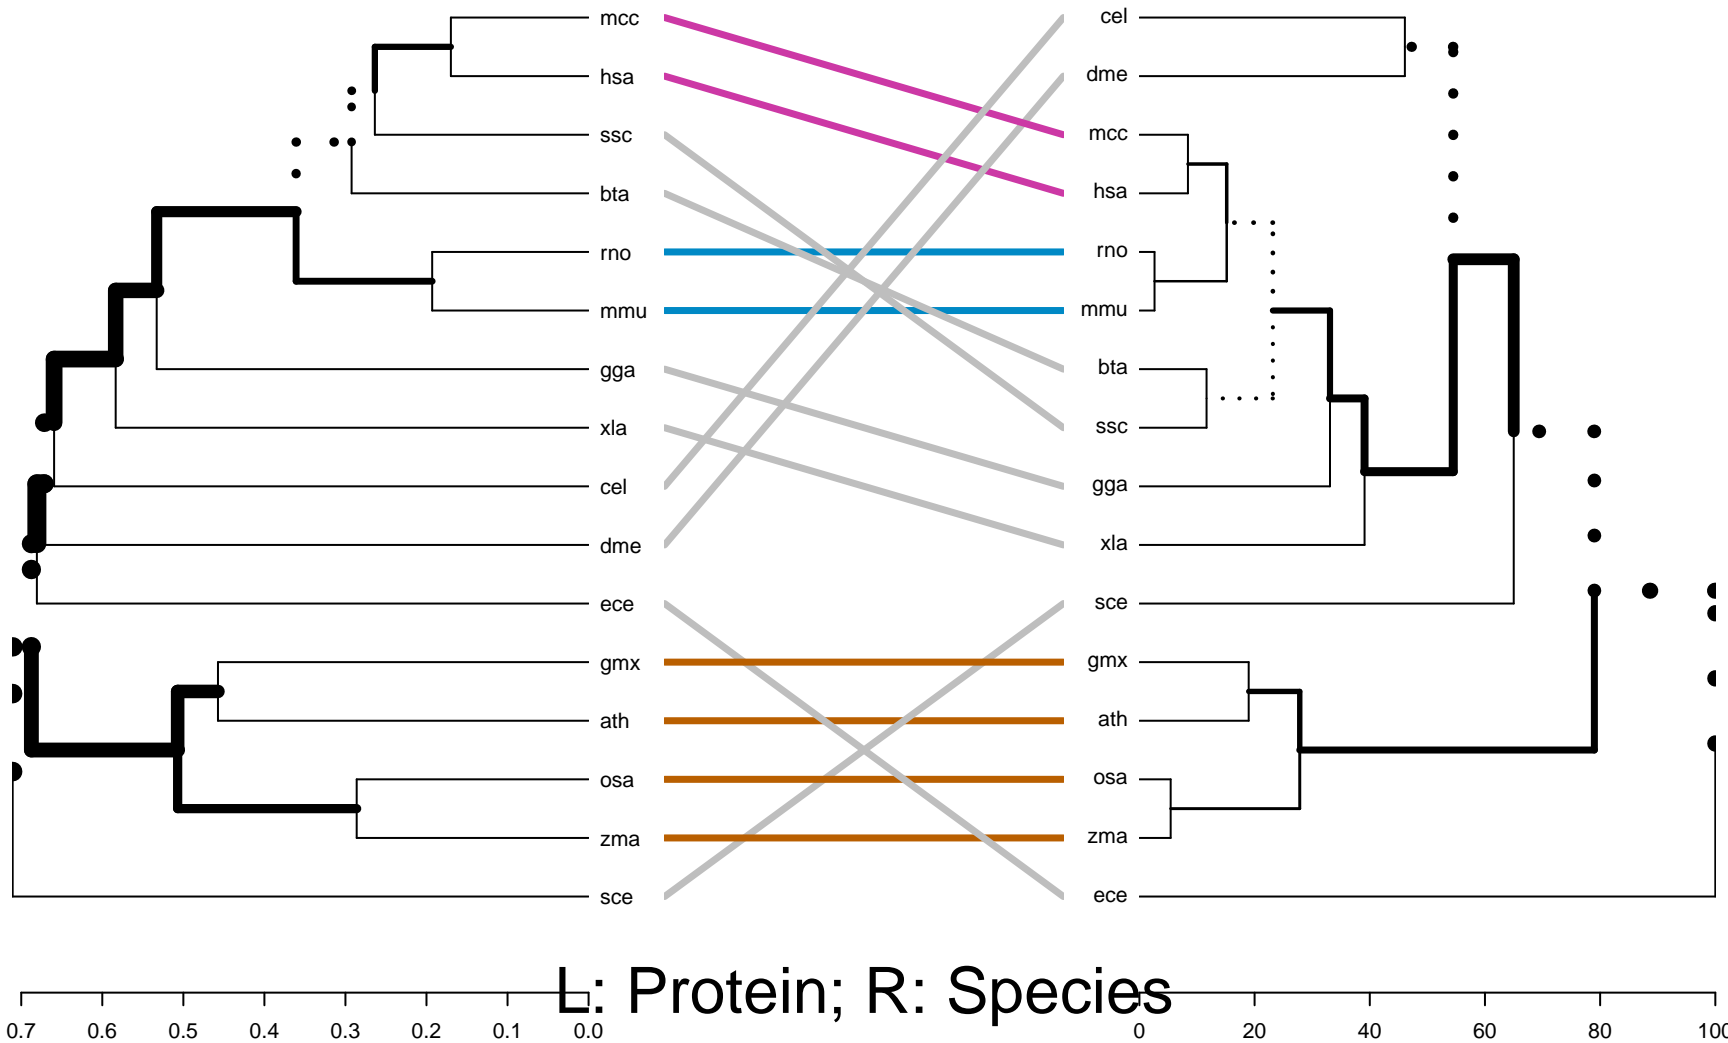 mcc
hsa
ssc
bta
rno
mmu
gga
xla
cel
dme
ece
gmx
ath
osa
zma
sce
cel
dme
mcc
hsa
rno
mmu
bta
ssc
gga
xla
sce
gmx
ath
osa
zma
ece
L: Protein; R: Species
0.7 0.6 0.5 0.4 0.3 0.2 0.1 0.0
0 20 40 60 80 100